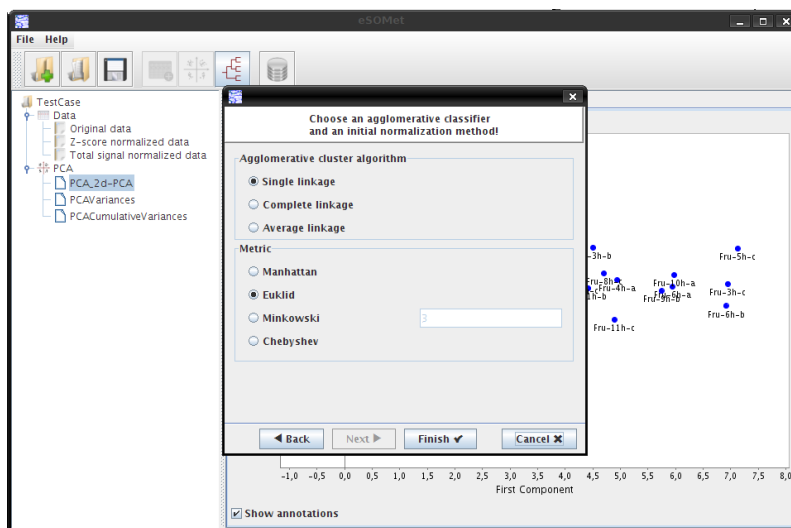 eSOMet
File Help
TestCase
Data
Original data
Z-score normalized data
Total signal normalized data
PCA
PCA_2d-PCA
PCAVariances
PCACumulativeVariances
Choose an agglomerative classifier
and an initial normalization method!
Agglomerative cluster algorithm
Single linkage
Complete linkage
Average linkage
Metric
Manhattan
Euklid
Minkowski 3
Chebyshev
Back Next Finish Cancel
-3h-b
Fru-5h-c
Fru-8h-c
Fru-4h-a
Fru-10h-a
Fru-9h-b
Fru-6h-a
Fru-3h-c
1h-b
Fru-6h-b
Fru-11h-c
-1,0 -0,5 0,0 0,5 1,0 1,5 2,0 2,5 3,0 3,5 4,0 4,5 5,0 5,5 6,0 6,5 7,0 7,5 8,0
First Component
Show annotations